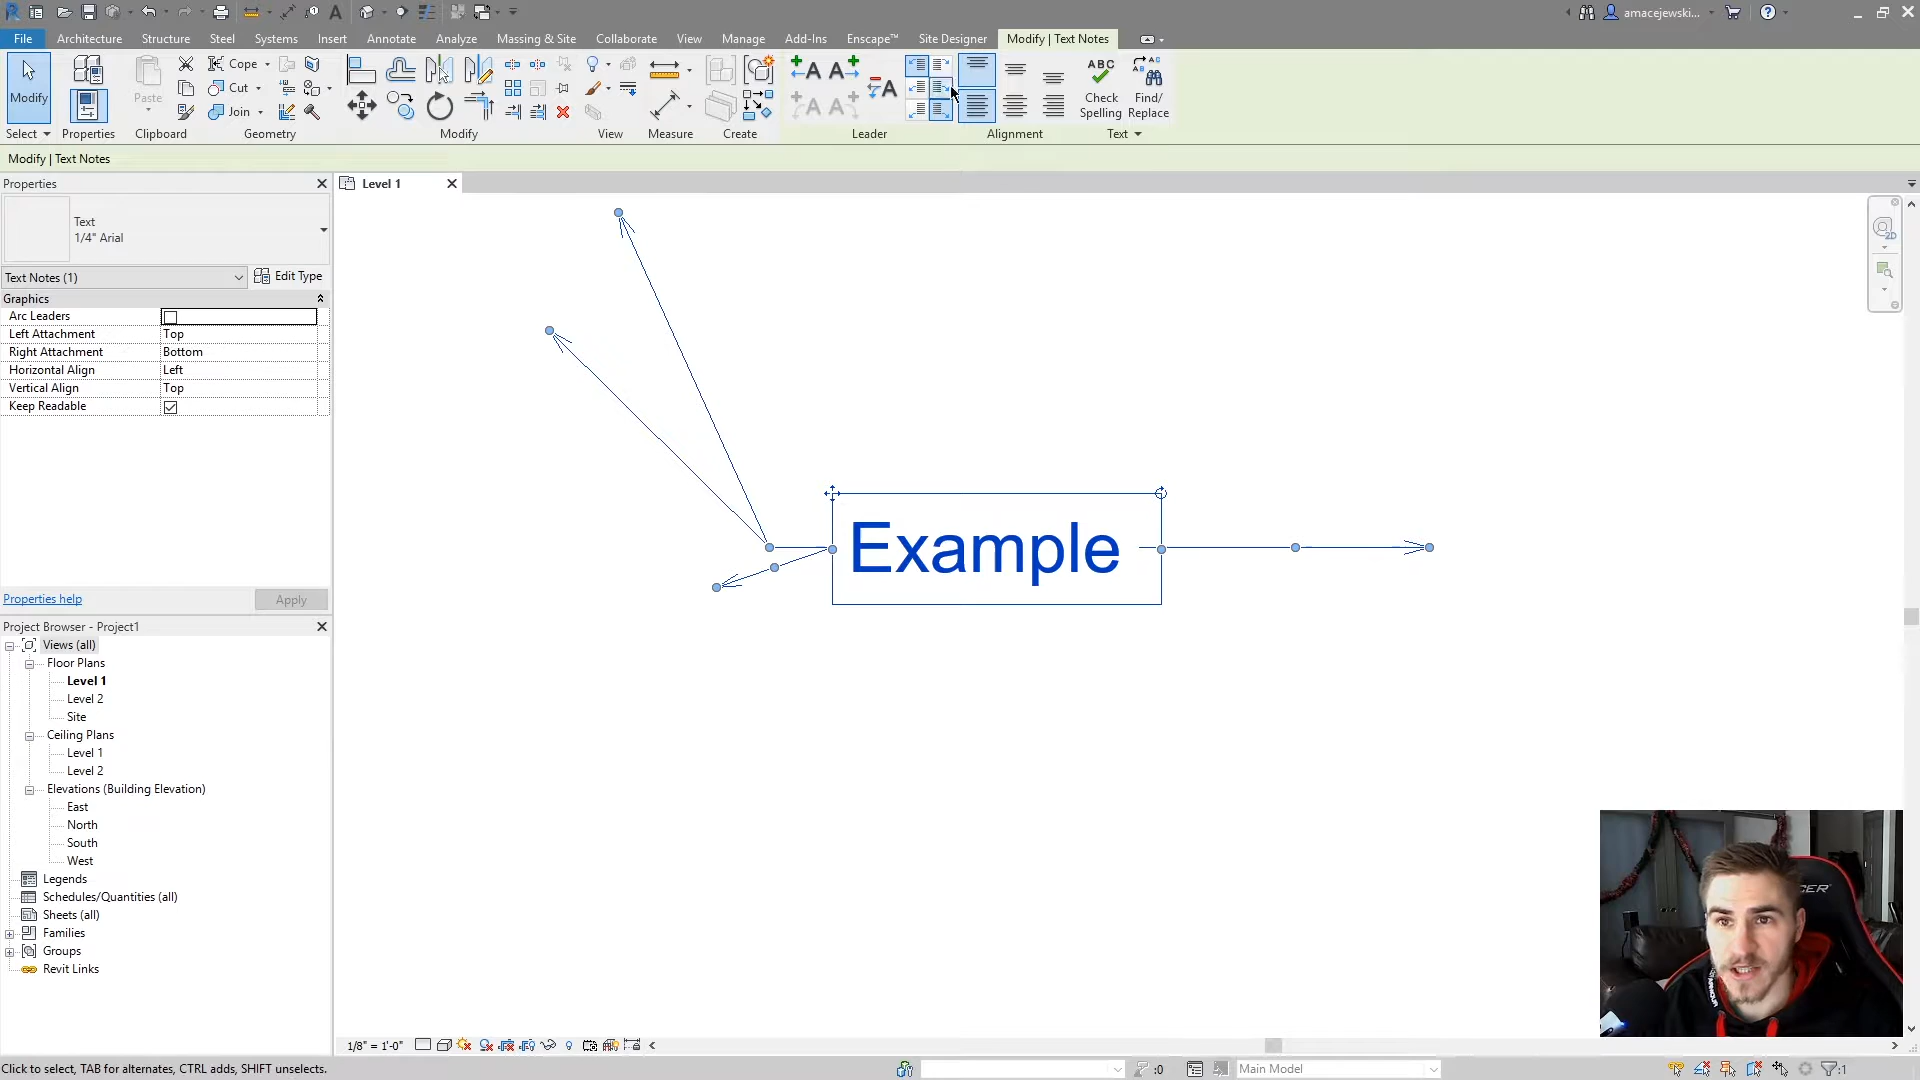 amacejewski...
File Architecture Structure Steel Systems Insert Annotate Analyze Massing & Site Collaborate View Manage Add-Ins Enscape™ Site Designer Modify | Text Notes
Modify
Paste
Cope
Cut
Join
Check Spelling
Find/ Replace
Select Properties Clipboard Geometry Modify View Measure Create Leader Alignment Text
Modify | Text Notes
Properties
Level 1
Text
1/4" Arial
Text Notes (1)
Edit Type
Graphics
Arc Leaders
Left Attachment Top
Right Attachment Bottom
Horizontal Align Left
Vertical Align Top
Keep Readable
Example
Properties help
Apply
Project Browser - Project1
Views (all)
Floor Plans
Level 1
Level 2
Site
Ceiling Plans
Level 1
Level 2
Elevations (Building Elevation)
East
North
South
West
Legends
Schedules/Quantities (all)
Sheets (all)
Families
Groups
Revit Links
1/8" = 1'-0"
Click to select, TAB for alternates, CTRL adds, SHIFT unselects.
:0
Main Model
:1